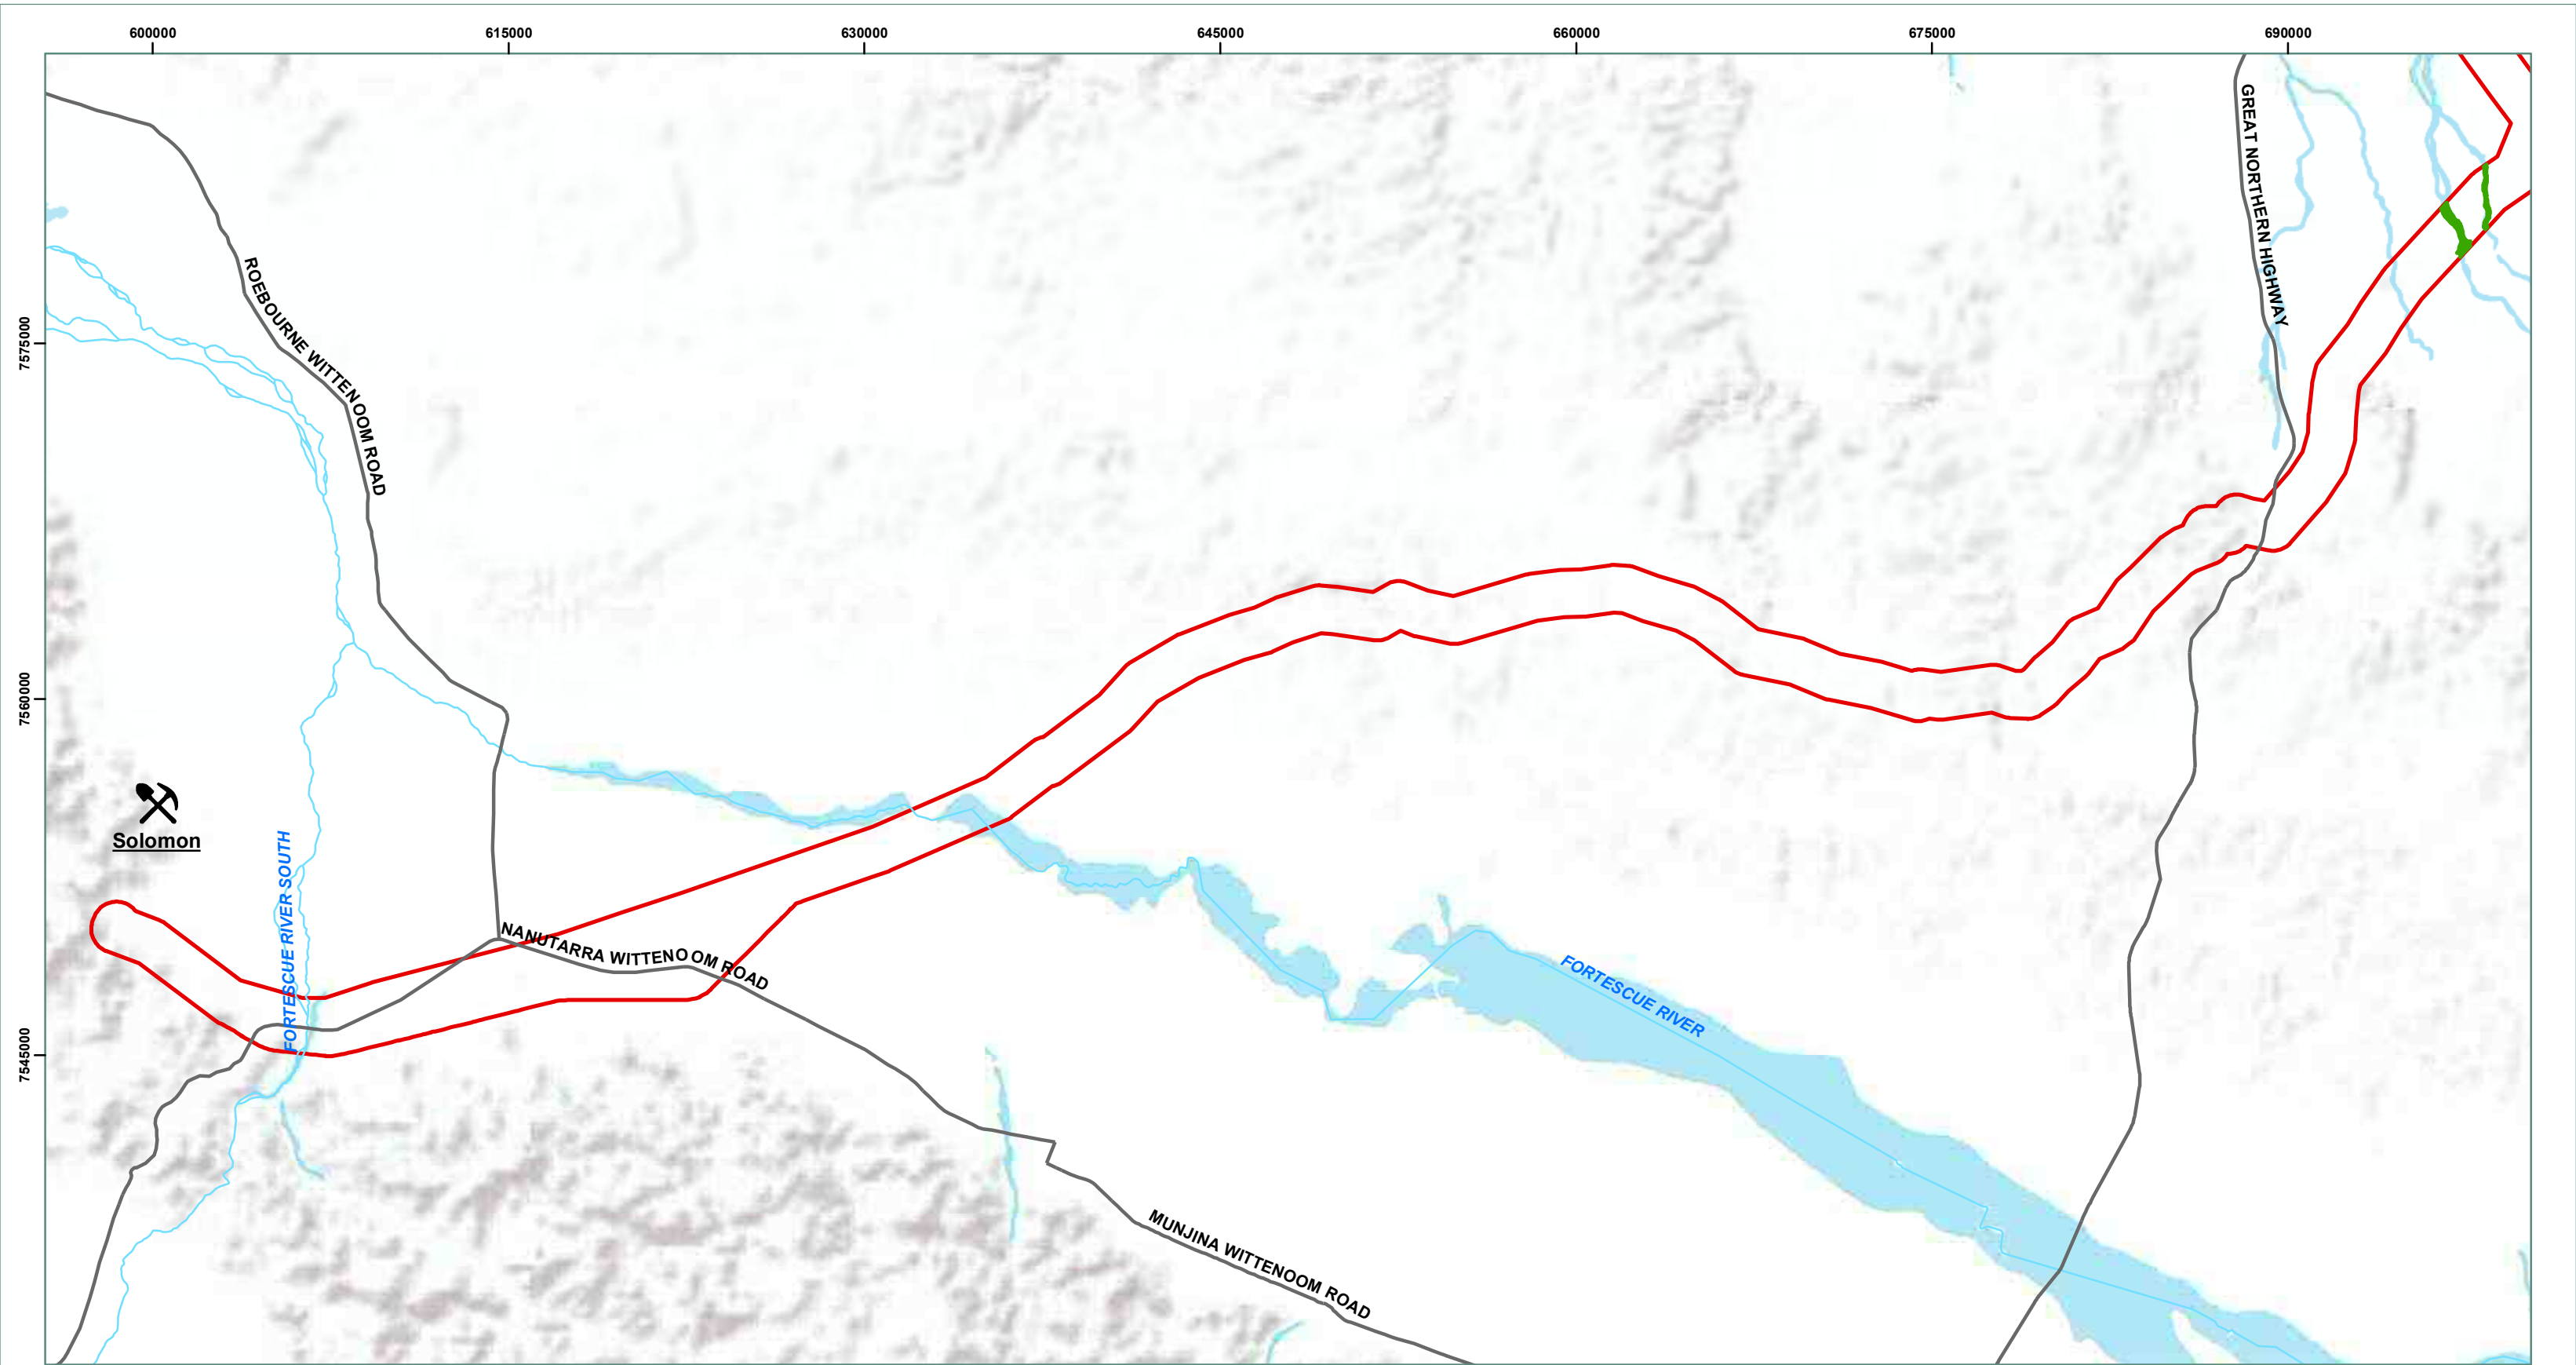 600000
615000
630000
645000
660000
675000
690000
7575000
7560000
7545000
GREAT NORTHERN HIGHWAY
ROEBOURNE WITTENOOM ROAD
Solomon
FORTESCUE RIVER SOUTH
NANUTARRA WITTENOOM ROAD
FORTESCUE RIVER
MUNJINA WITTENOOM ROAD